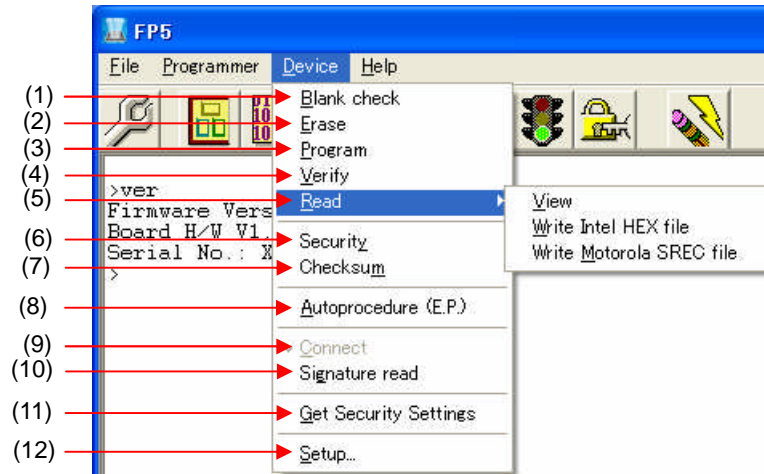 FP5
File Programmer Device Help
(1) Blank check
(2) Erase
(3) Program
(4) Verify
(5) Read
View
Write Intel HEX file
Write Motorola SREC file
(6) Security
(7) Checksum
(8) Autoprocedure (E.P.)
(9) Connect
(10) Signature read
(11) Get Security Settings
(12) Setup...
>ver
Firmware Vers
Board H/W V1.
Serial No.: X
>